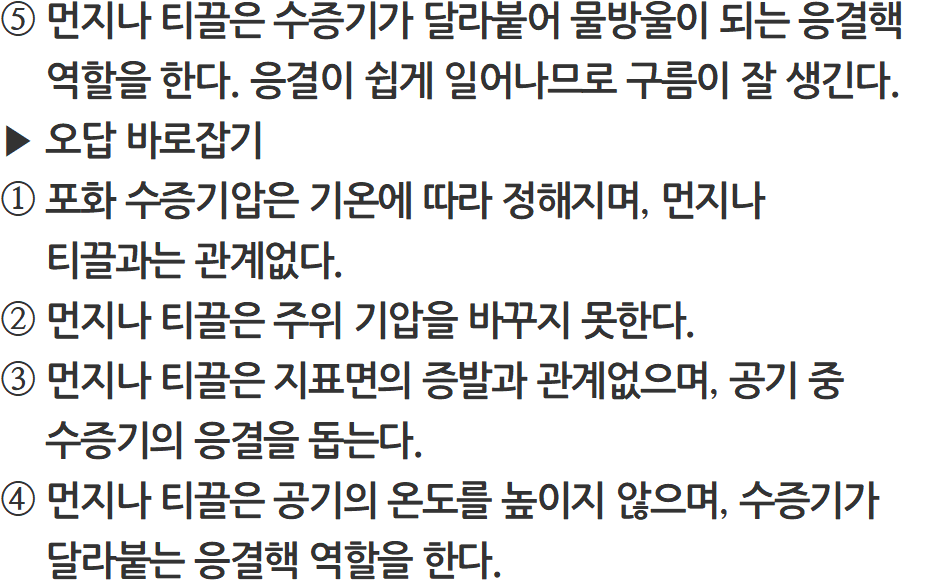 ⑤ 먼지나 티끌은 수증기가 달라붙어 물방울이 되는 응결핵
역할을 한다. 응결이 쉽게 일어나므로 구름이 잘 생긴다.
▶ 오답 바로잡기
① 포화 수증기압은 기온에 따라 정해지며, 먼지나
티끌과는 관계없다.
② 먼지나 티끌은 주위 기압을 바꾸지 못한다.
③ 먼지나 티끌은 지표면의 증발과 관계없으며, 공기 중
수증기의 응결을 돕는다.
④ 먼지나 티끌은 공기의 온도를 높이지 않으며, 수증기가
달라붙는 응결핵 역할을 한다.